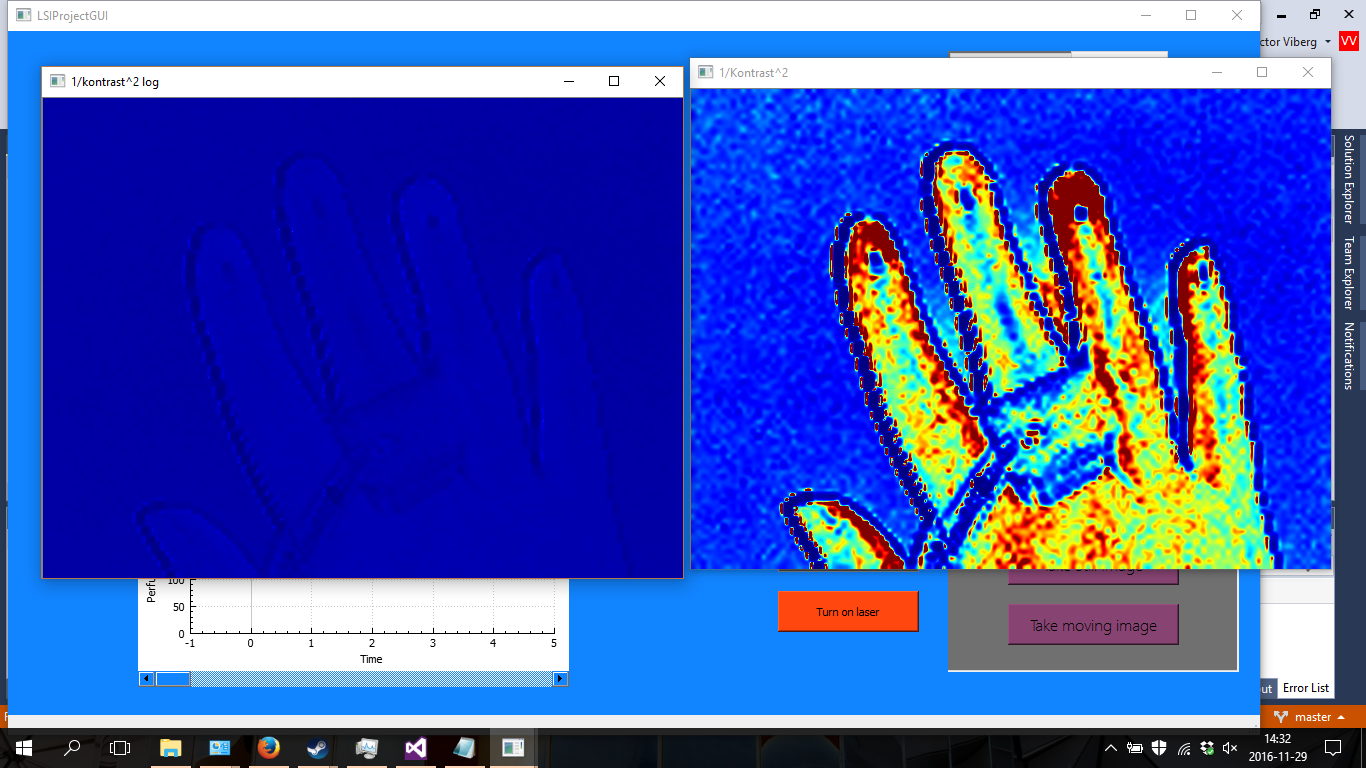 LSIProjectGUI
ctor Viberg
VV
1/kontrast^2 log
1/Kontrast^2
Solution Explorer
Team Explorer
Notifications
100
50
0
-1 0 1 2 3 4 5
Time
Turn on laser
Take moving image
Error List
master
14:32
2016-11-29